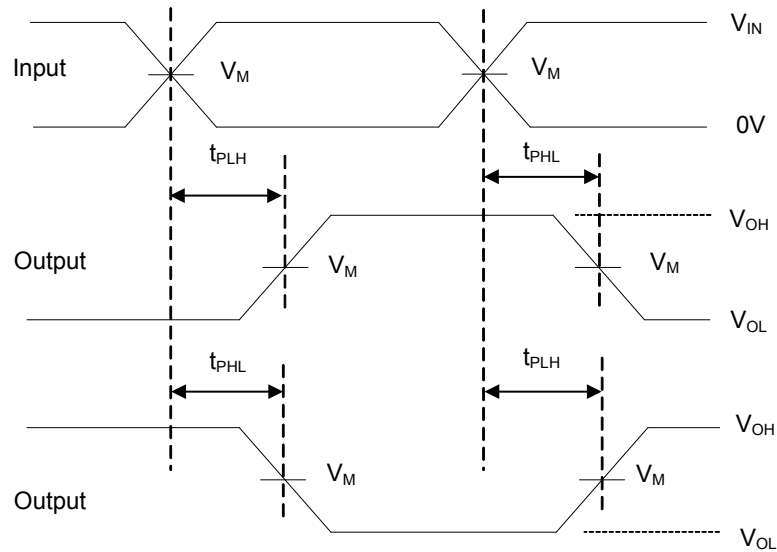 V_IN
Input
V_M V_M
0V
t_PLH t_PHL
V_OH
Output
V_M V_M
V_OL
t_PHL t_PLH
V_OH
V_M V_M
Output
V_OL